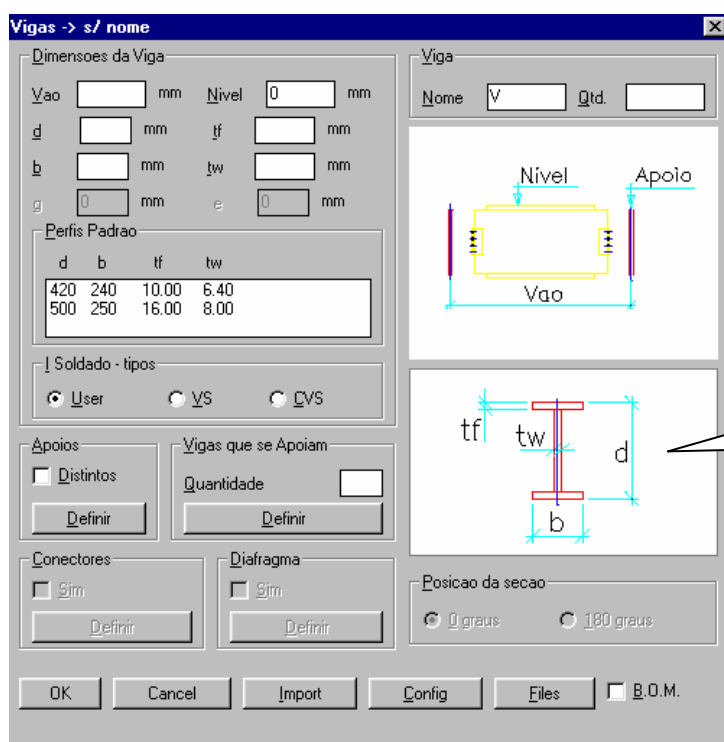 Vigas -> s/ nome
Dimensoes da Viga
Vao mm Nivel 0 mm
d mm tf mm
b mm tw mm
g 0 mm e 0 mm
Perfis Padrao
d b tf tw
420 240 10.00 6.40
500 250 16.00 8.00
I Soldado - tipos
User VS CVS
Apoios
Distintos
Definir
Vigas que se Apoiam
Quantidade
Definir
Conectores
Sim
Definir
Diafragma
Sim
Definir
Viga
Nome V Qtd.
Nível Apoio
Vao
tf tw d
b
Posicao da secao
0 graus 180 graus
OK Cancel Import Config Files B.O.M.